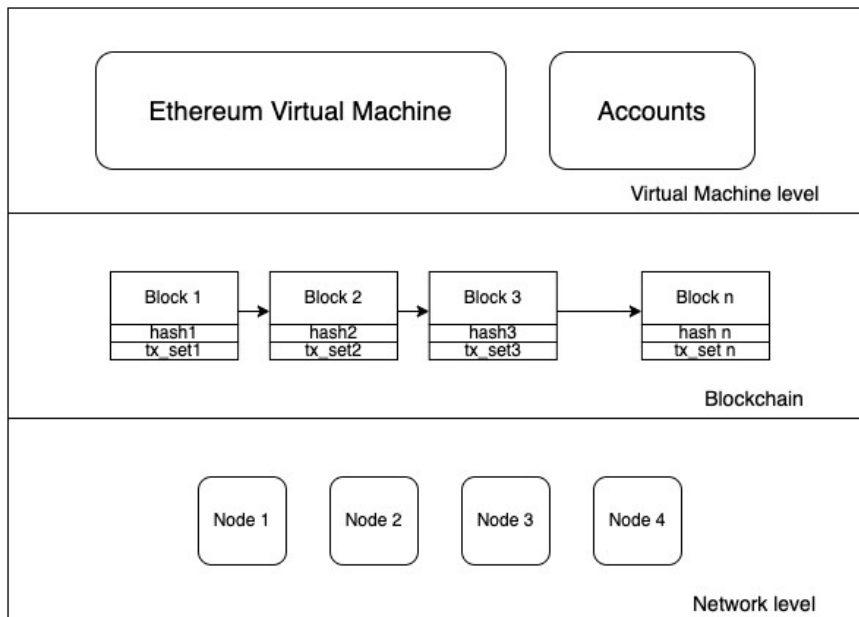 Ethereum Virtual Machine
Accounts
Virtual Machine level
Block 1
hash1
tx_set1
Block 2
hash2
tx_set2
Block 3
hash3
tx_set3
Block n
hash n
tx_set n
Blockchain
Node 1
Node 2
Node 3
Node 4
Network level